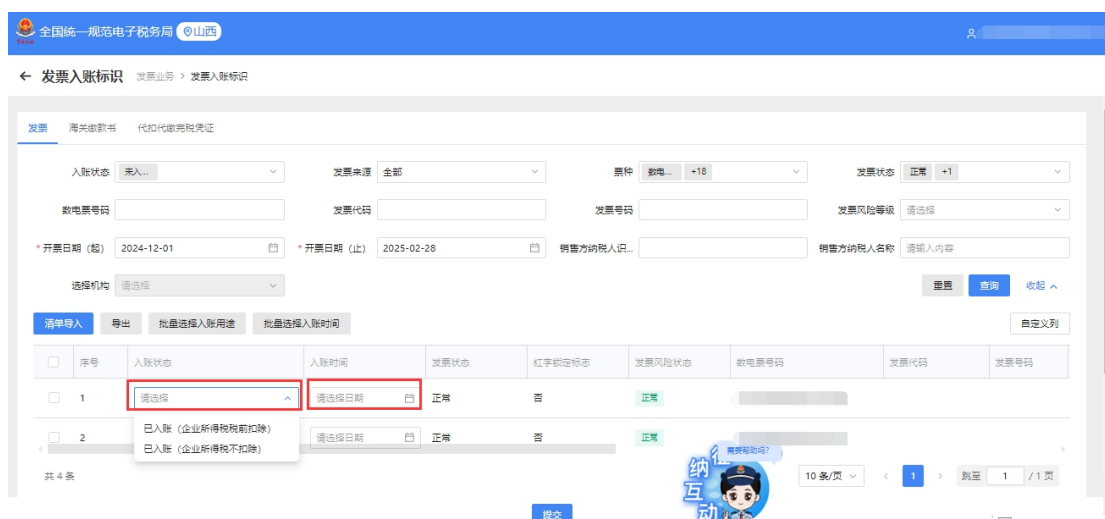 全国统一规范电子税务局 山西
← 发票入账标识 发票业务 > 发票入账标识
发票 海关缴款书 代扣代缴完税凭证
入账状态 未入... 发票来源 全部 票种 数电... +18 发票状态 正常 +1
数电票号码 发票代码 发票号码 发票风险等级 请选择
* 开票日期（起） 2024-12-01 * 开票日期（止） 2025-02-28 销售方纳税人识... 销售方纳税人名称 请输入内容
选择机构 请选择 重置 查询 收起
清单导入 导出 批量选择入账用途 批量选择入账时间 自定义列
序号 入账状态 入账时间 发票状态 红字锁定标志 发票风险状态 数电票号码 发票代码 发票号码
1 请选择 请选择日期 正常 否 正常
已入账（企业所得税税前扣除）
2 请选择日期 正常 否 正常
已入账（企业所得税不扣除）
需要帮助吗?
征纳互动
共 4 条 10 条/页 < 1 > 跳至 1 / 1 页
提交